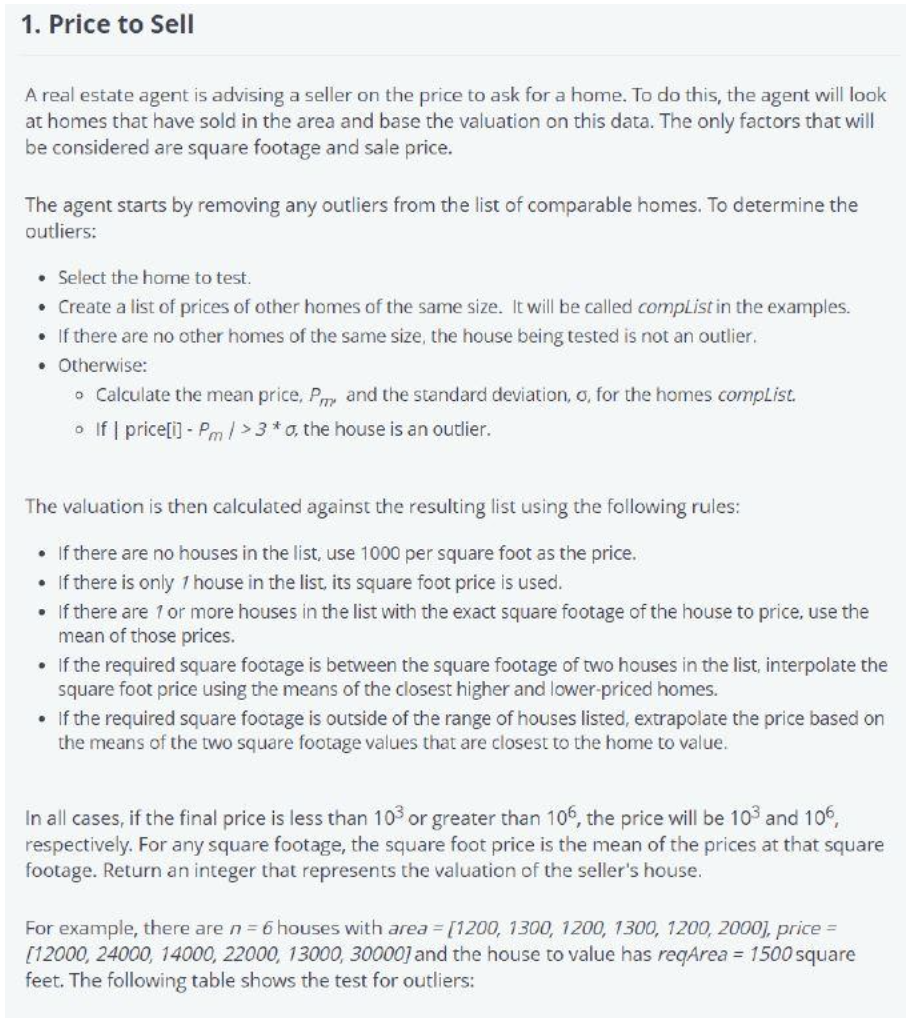 1. Price to Sell
A real estate agent is advising a seller on the price to ask for a home. To do this, the agent will look
at homes that have sold in the area and base the valuation on this data. The only factors that will
be considered are square footage and sale price.
The agent starts by removing any outliers from the list of comparable homes. To determine the
outliers:
• Select the home to test.
• Create a list of prices of other homes of the same size. It will be called compList in the examples.
• If there are no other homes of the same size, the house being tested is not an outlier.
• Otherwise:
◦ Calculate the mean price, Pm, and the standard deviation, σ, for the homes compList.
◦ If | price[i] - Pm | > 3 * σ, the house is an outlier.
The valuation is then calculated against the resulting list using the following rules:
• If there are no houses in the list, use 1000 per square foot as the price.
• If there is only 1 house in the list, its square foot price is used.
• If there are 1 or more houses in the list with the exact square footage of the house to price, use the
mean of those prices.
• If the required square footage is between the square footage of two houses in the list, interpolate the
square foot price using the means of the closest higher and lower-priced homes.
• If the required square footage is outside of the range of houses listed, extrapolate the price based on
the means of the two square footage values that are closest to the home to value.
In all cases, if the final price is less than 10³ or greater than 10⁶, the price will be 10³ and 10⁶,
respectively. For any square footage, the square foot price is the mean of the prices at that square
footage. Return an integer that represents the valuation of the seller's house.
For example, there are n = 6 houses with area = [1200, 1300, 1200, 1300, 1200, 2000], price =
[12000, 24000, 14000, 22000, 13000, 30000] and the house to value has reqArea = 1500 square
feet. The following table shows the test for outliers: